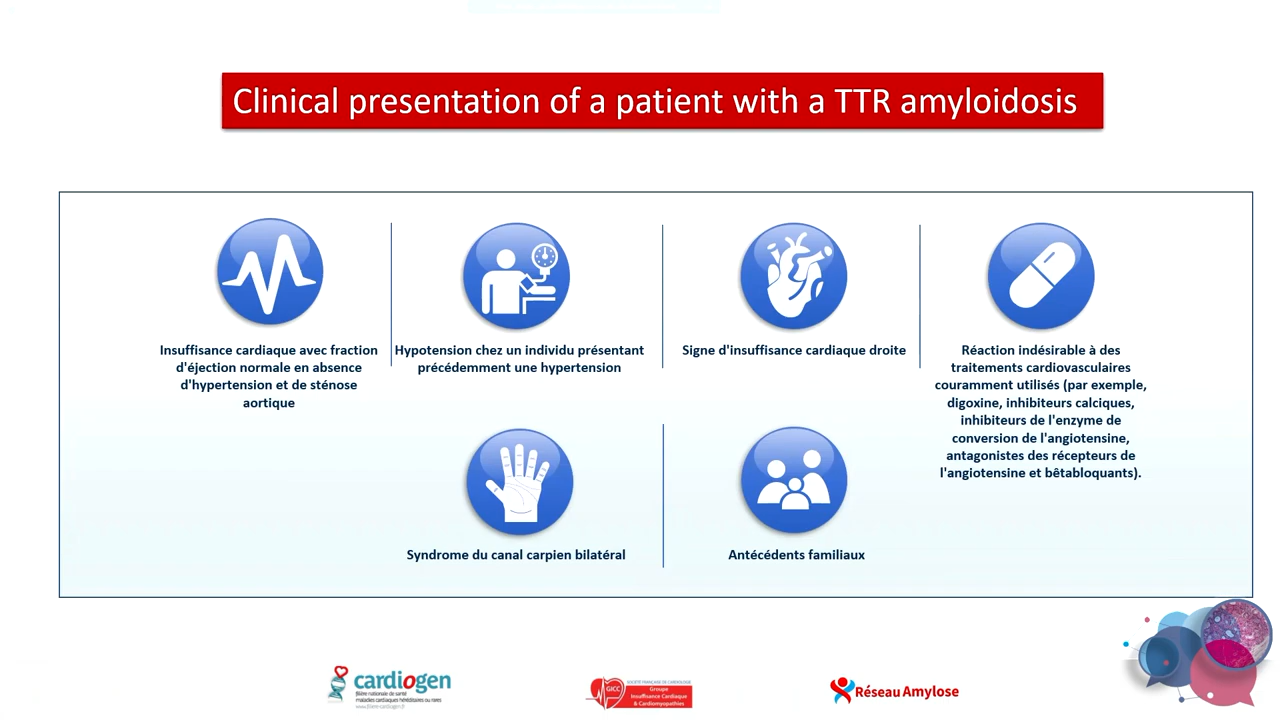 Clinical presentation of a patient with a TTR amyloidosis
Insuffisance cardiaque avec fraction
d'éjection normale en absence
d'hypertension et de sténose
aortique
Hypotension chez un individu présentant
précédemment une hypertension
Signe d'insuffisance cardiaque droite
Réaction indésirable à des
traitements cardiovasculaires
couramment utilisés (par exemple,
digoxine, inhibiteurs calciques,
inhibiteurs de l'enzyme de
conversion de l'angiotensine,
antagonistes des récepteurs de
l'angiotensine et bêtabloquants).
Syndrome du canal carpien bilatéral
Antécédents familiaux
cardiogen
filière nationale de santé
maladies cardiaques héréditaires ou rares
www.filiere-cardiogen.fr
SOCIÉTÉ FRANÇAISE DE CARDIOLOGIE
GICC
Groupe
Insuffisance Cardiaque
& Cardiomyopathies
Réseau Amylose